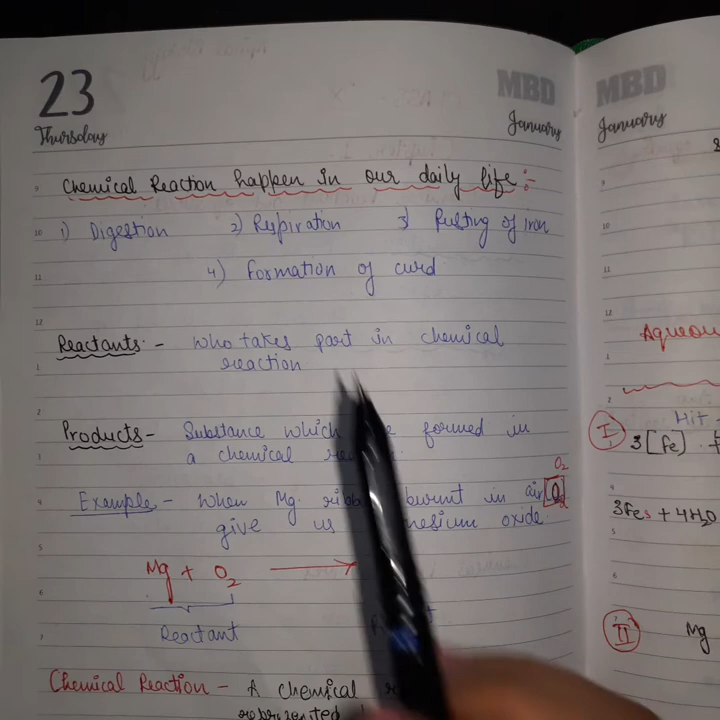 23
Thursday
MBD
January
Chemical Reaction happen in our daily life :-
1) Digestion 2) Respiration 3) Rusting of iron
4) Formation of curd
Reactants :- Who takes part in chemical
reaction
Products - Substance which formed in
a chemical
Example - When Mg burnt in air O2
give us oxide
Mg + O2 →
Reactant
Chemical Reaction - A chemical
represented
MBD
January
Aqueou
I Hit -
3[Fe] +
3Fes + 4H2O
II Mg